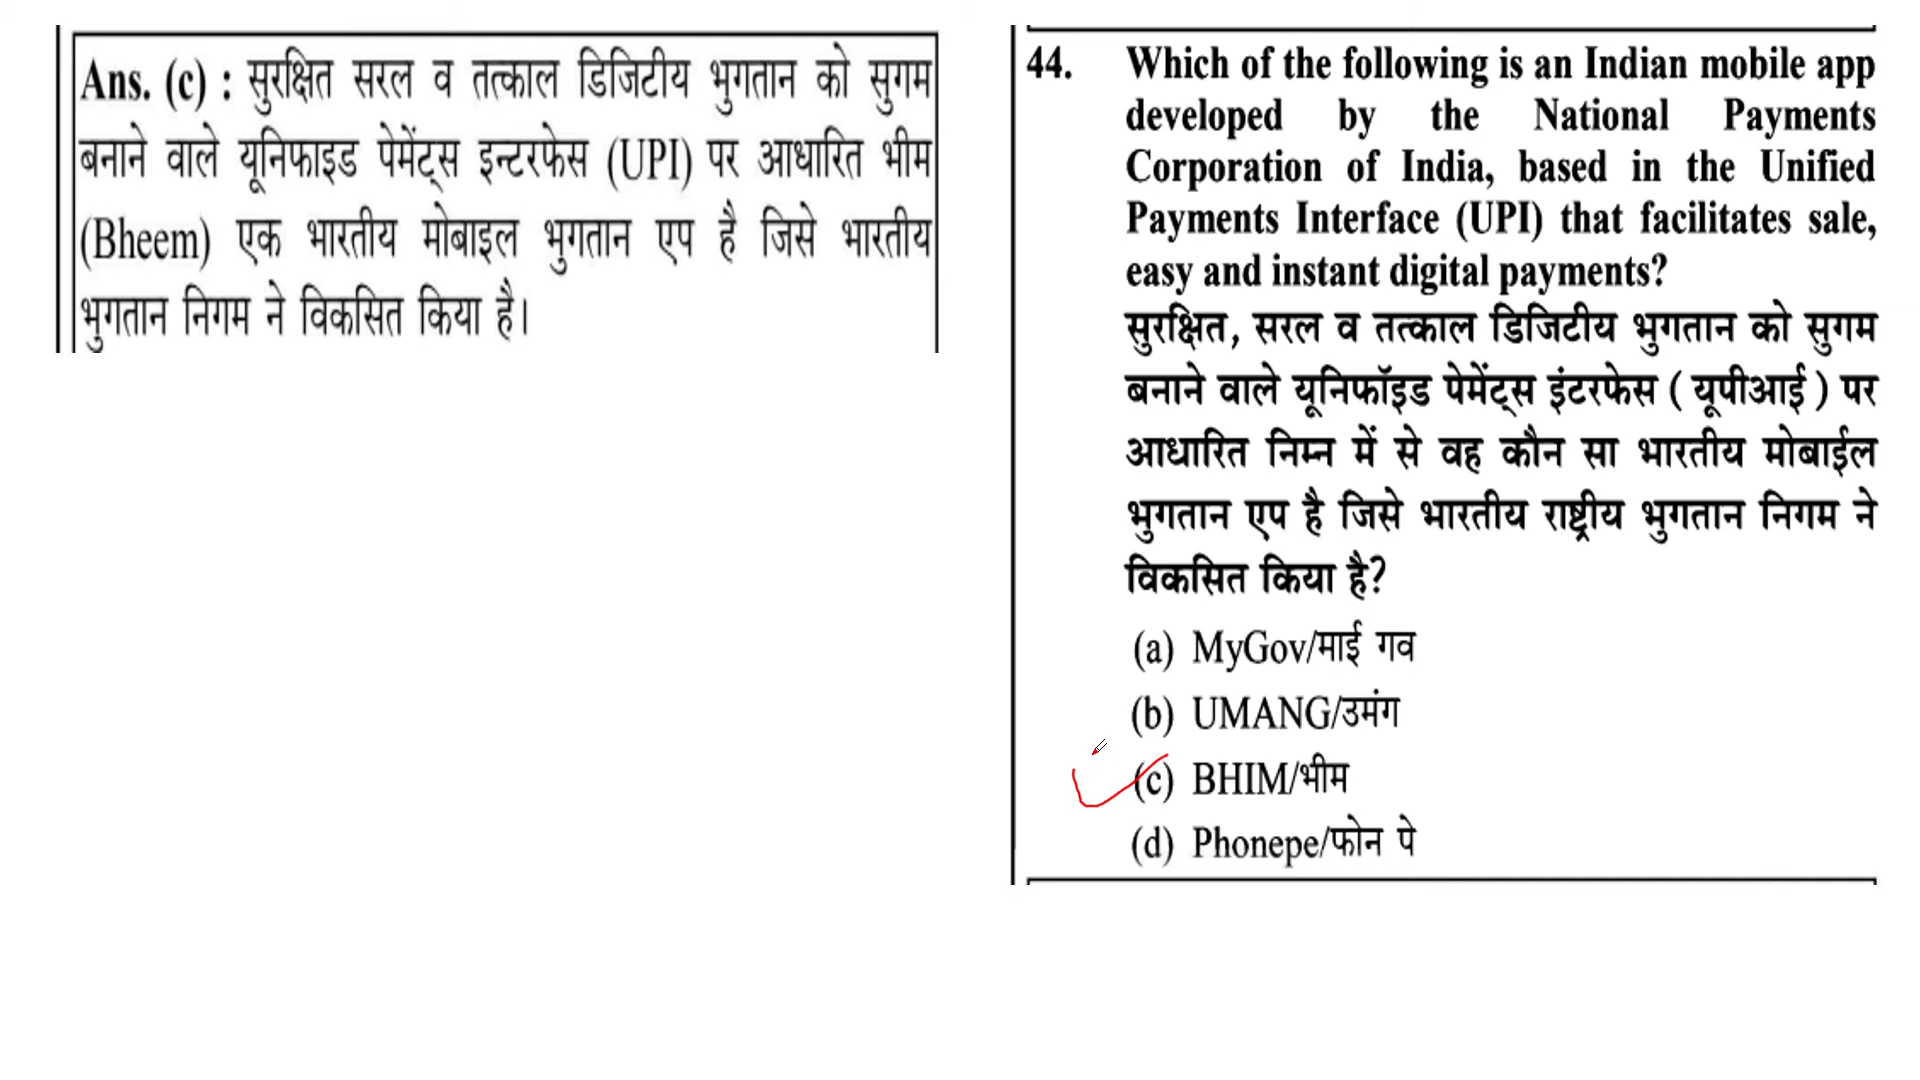 Ans. (c) : सुरक्षित सरल व तत्काल डिजिटीय भुगतान को सुगम
बनाने वाले यूनिफाइड पेमेंट्स इन्टरफेस (UPI) पर आधारित भीम
(Bheem) एक भारतीय मोबाइल भुगतान एप है जिसे भारतीय
भुगतान निगम ने विकसित किया है।
44. Which of the following is an Indian mobile app
developed by the National Payments
Corporation of India, based in the Unified
Payments Interface (UPI) that facilitates sale,
easy and instant digital payments?
सुरक्षित, सरल व तत्काल डिजिटीय भुगतान को सुगम
बनाने वाले यूनिफॉइड पेमेंट्स इंटरफेस ( यूपीआई ) पर
आधारित निम्न में से वह कौन सा भारतीय मोबाईल
भुगतान एप है जिसे भारतीय राष्ट्रीय भुगतान निगम ने
विकसित किया है?
(a) MyGov/माई गव
(b) UMANG/उमंग
(c) BHIM/भीम
(d) Phonepe/फोन पे